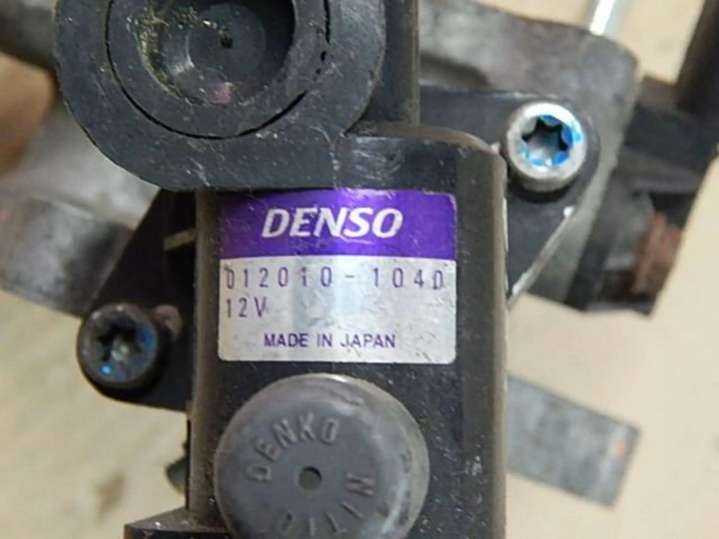 DENSO
012010-1040
12V
MADE IN JAPAN
DENKO